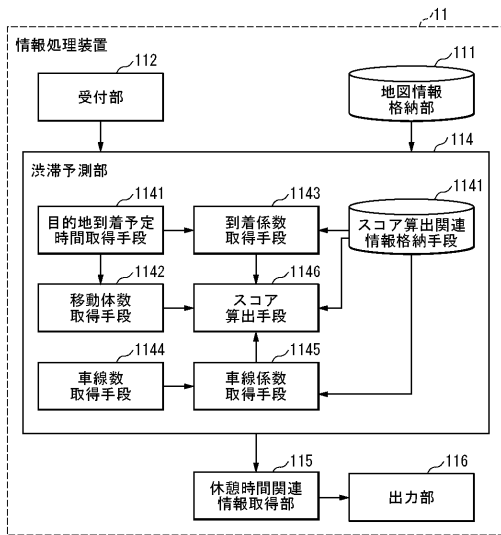 11
情報処理装置
112
受付部
111
地図情報
格納部
114
渋滞予測部
1141
目的地到着予定
時間取得手段
1143
到着係数
取得手段
1141
スコア算出関連
情報格納手段
1142
移動体数
取得手段
1146
スコア
算出手段
1144
車線数
取得手段
1145
車線係数
取得手段
115
休憩時間関連
情報取得部
116
出力部